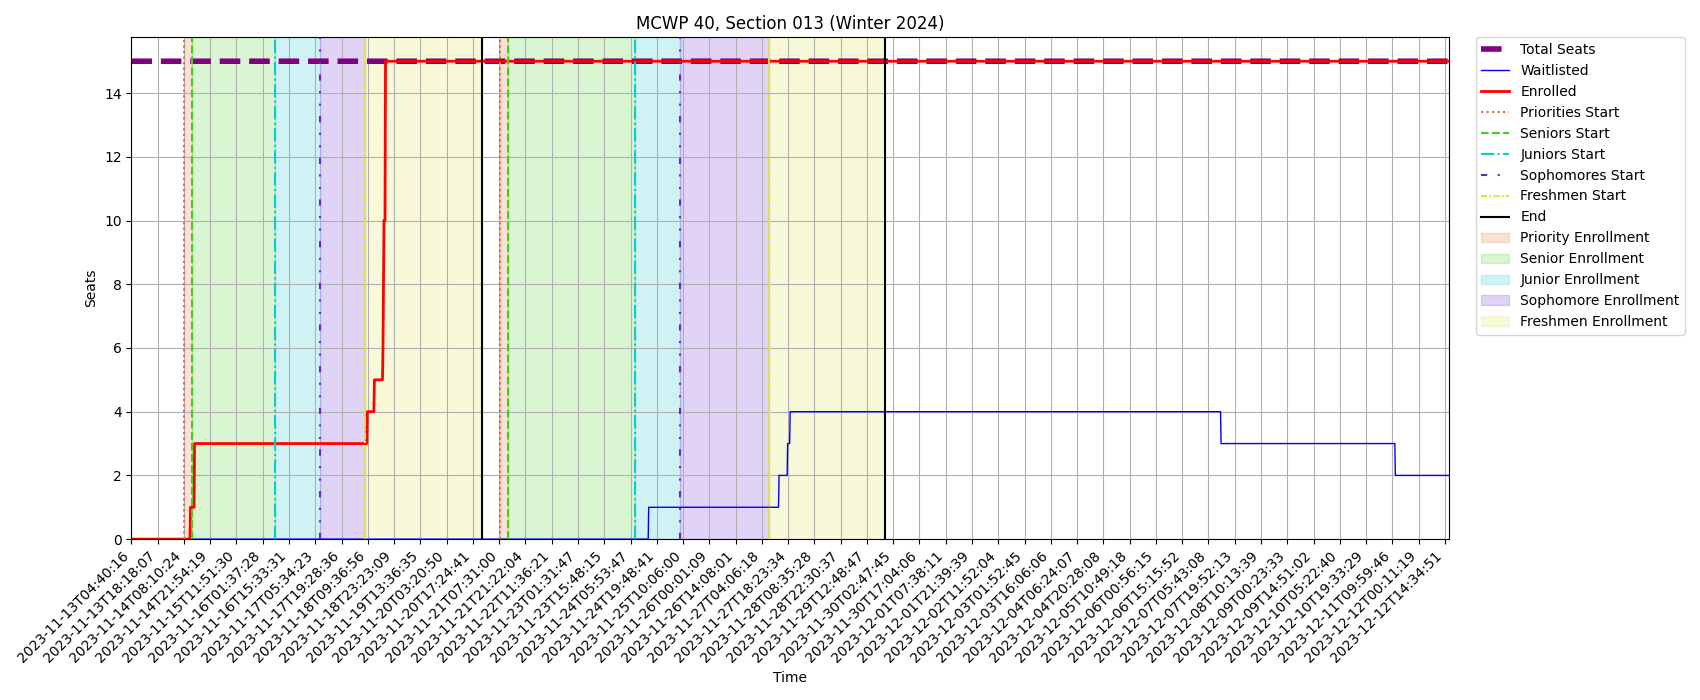 MCWP 40, Section 013 (Winter 2024)
Total Seats
Waitlisted
Enrolled
Priorities Start
Seniors Start
Juniors Start
Sophomores Start
Freshmen Start
End
Priority Enrollment
Senior Enrollment
Junior Enrollment
Sophomore Enrollment
Freshmen Enrollment
Seats
14
12
10
8
6
4
2
0
2023-11-13T04:40:16
2023-11-13T18:18:07
2023-11-14T08:10:24
2023-11-14T21:54:19
2023-11-15T11:51:30
2023-11-16T01:37:28
2023-11-16T15:33:31
2023-11-17T05:34:23
2023-11-17T19:28:36
2023-11-18T09:36:56
2023-11-18T23:23:09
2023-11-19T13:36:35
2023-11-20T03:20:50
2023-11-20T17:24:41
2023-11-21T07:31:00
2023-11-21T21:22:04
2023-11-22T11:36:21
2023-11-23T01:31:47
2023-11-23T15:48:15
2023-11-24T05:53:47
2023-11-24T19:48:41
2023-11-25T10:06:00
2023-11-26T00:01:09
2023-11-26T14:08:01
2023-11-27T04:06:18
2023-11-27T18:23:34
2023-11-28T08:35:28
2023-11-28T22:30:37
2023-11-29T12:48:47
2023-11-30T02:47:45
2023-11-30T17:04:06
2023-12-01T07:38:11
2023-12-01T21:39:39
2023-12-02T11:52:04
2023-12-03T01:52:45
2023-12-03T16:06:06
2023-12-04T06:24:07
2023-12-04T20:28:08
2023-12-05T10:49:18
2023-12-06T00:56:15
2023-12-06T15:15:52
2023-12-07T05:43:08
2023-12-07T19:52:13
2023-12-08T10:13:39
2023-12-09T00:23:33
2023-12-09T14:51:02
2023-12-10T05:22:40
2023-12-10T19:33:29
2023-12-11T09:59:46
2023-12-12T00:11:19
2023-12-12T14:34:51
Time